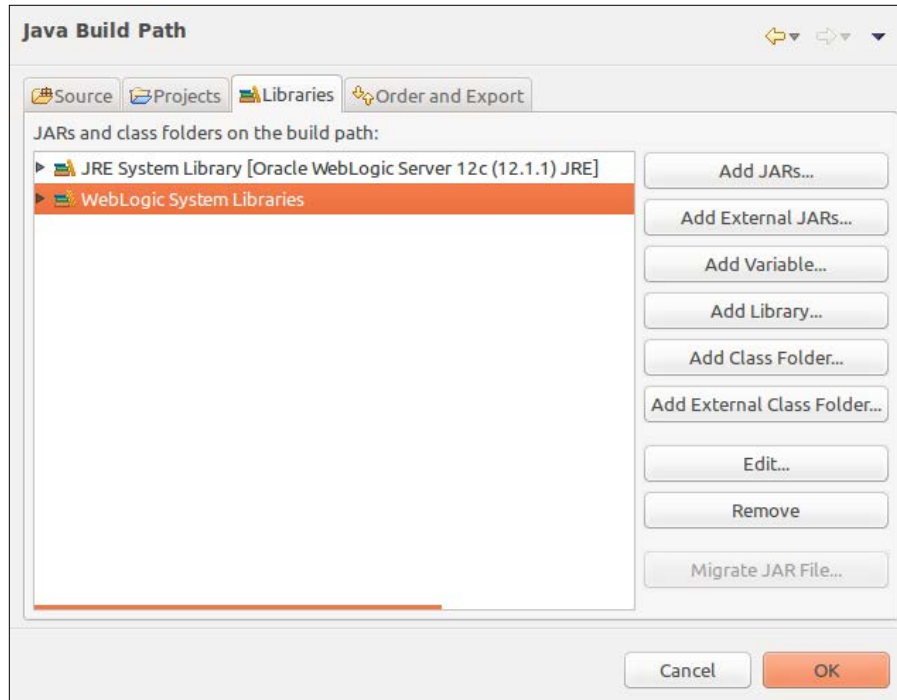 Java Build Path
Source Projects Libraries Order and Export
JARs and class folders on the build path:
JRE System Library [Oracle WebLogic Server 12c (12.1.1) JRE]
WebLogic System Libraries
Add JARs...
Add External JARs...
Add Variable...
Add Library...
Add Class Folder...
Add External Class Folder...
Edit...
Remove
Migrate JAR File...
Cancel OK